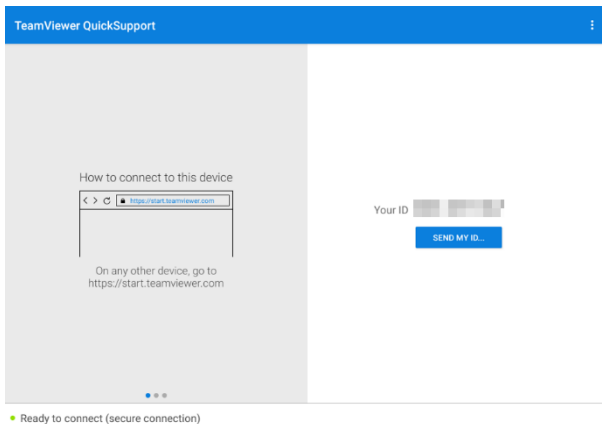 TeamViewer QuickSupport
How to connect to this device
https://start.teamviewer.com
On any other device, go to
https://start.teamviewer.com
Your ID
SEND MY ID...
Ready to connect (secure connection)